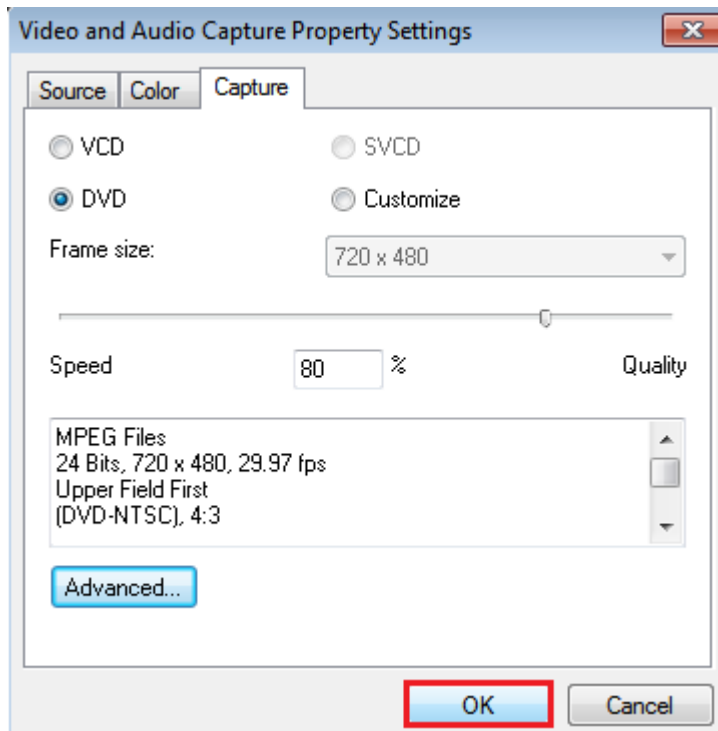 Video and Audio Capture Property Settings
Source Color Capture
VCD SVCD
DVD Customize
Frame size: 720 x 480
Speed 80 % Quality
MPEG Files
24 Bits, 720 x 480, 29.97 fps
Upper Field First
(DVD-NTSC), 4:3
Advanced...
OK Cancel